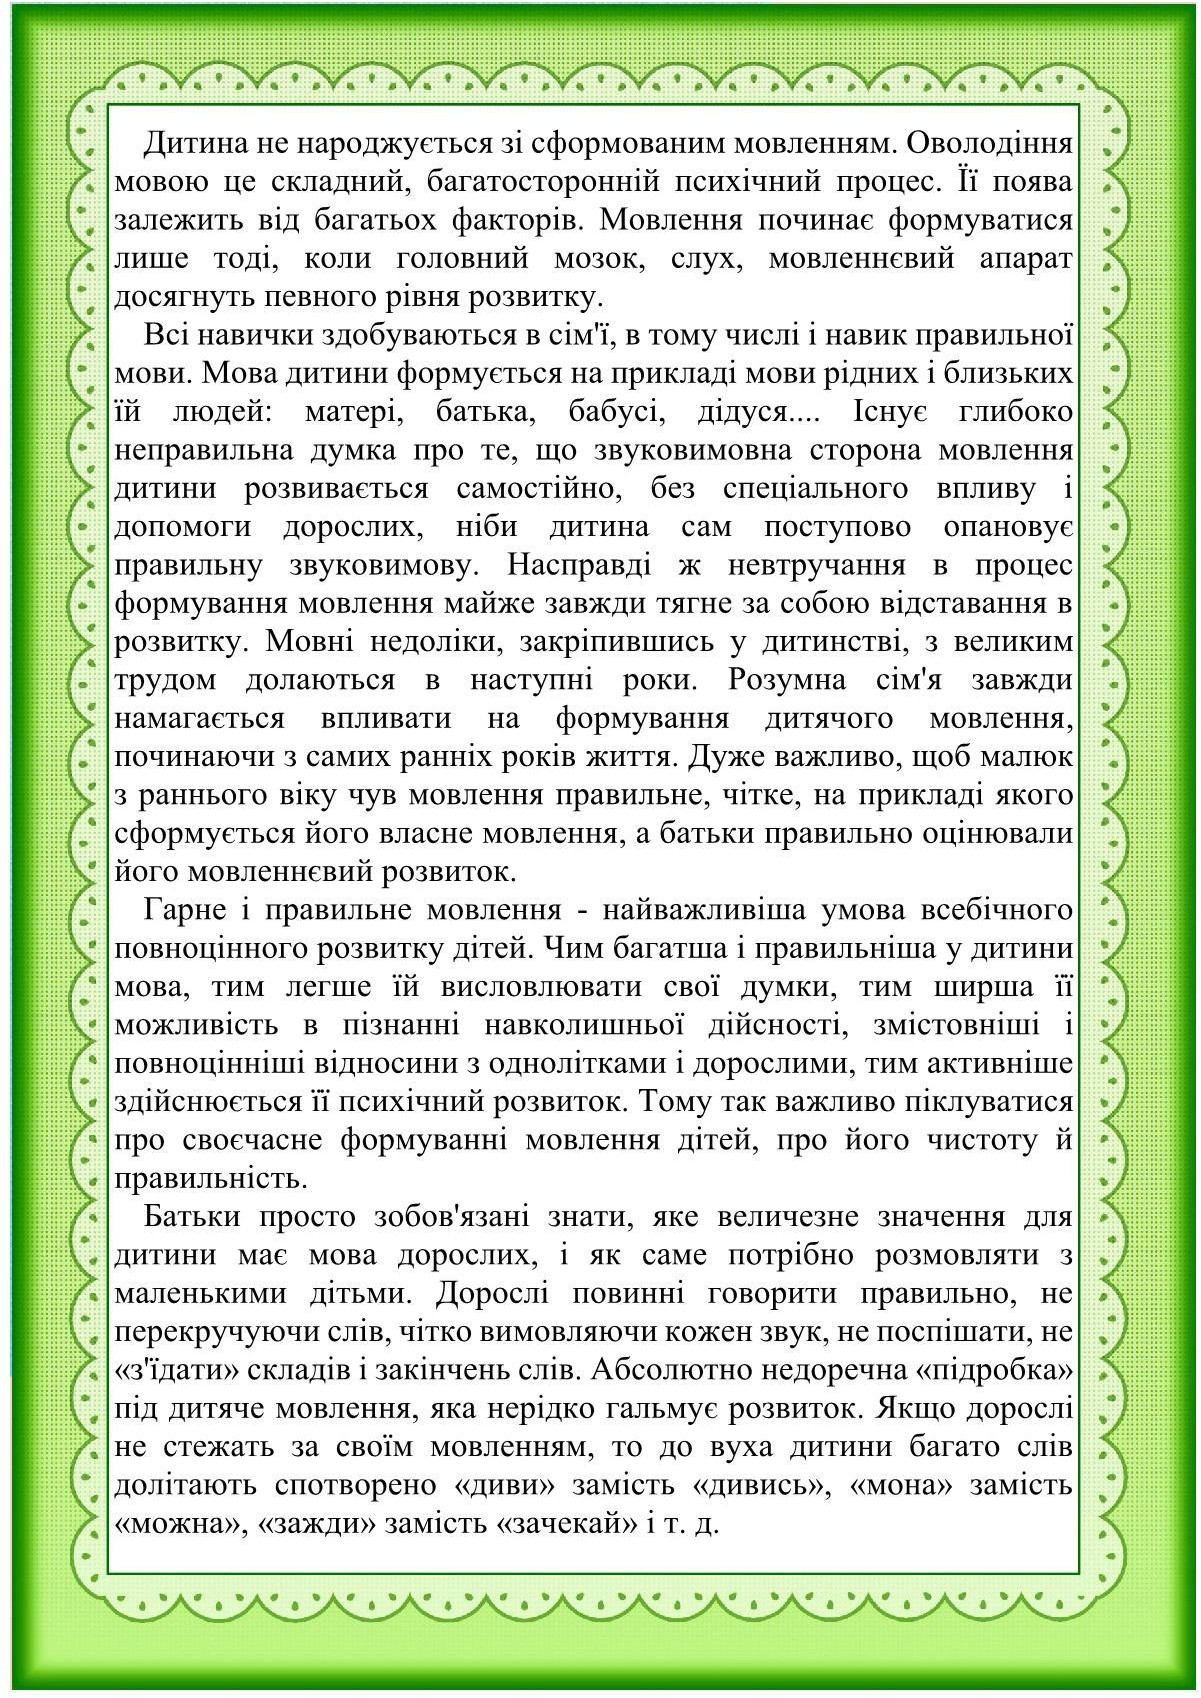 Дитина не народжується зі сформованим мовленням. Оволодіння
мовою це складний, багатосторонній психічний процес. Її поява
залежить від багатьох факторів. Мовлення починає формуватися
лише тоді, коли головний мозок, слух, мовленнєвий апарат
досягнуть певного рівня розвитку.
Всі навички здобуваються в сім'ї, в тому числі і навик правильної
мови. Мова дитини формується на прикладі мови рідних і близьких
їй людей: матері, батька, бабусі, дідуся.... Існує глибоко
неправильна думка про те, що звуковимовна сторона мовлення
дитини розвивається самостійно, без спеціального впливу і
допомоги дорослих, ніби дитина сам поступово опановує
правильну звуковимову. Насправді ж невтручання в процес
формування мовлення майже завжди тягне за собою відставання в
розвитку. Мовні недоліки, закріпившись у дитинстві, з великим
трудом долаються в наступні роки. Розумна сім'я завжди
намагається впливати на формування дитячого мовлення,
починаючи з самих ранніх років життя. Дуже важливо, щоб малюк
з раннього віку чув мовлення правильне, чітке, на прикладі якого
сформується його власне мовлення, а батьки правильно оцінювали
його мовленнєвий розвиток.
Гарне і правильне мовлення - найважливіша умова всебічного
повноцінного розвитку дітей. Чим багатша і правильніша у дитини
мова, тим легше їй висловлювати свої думки, тим ширша її
можливість в пізнанні навколишньої дійсності, змістовніші і
повноцінніші відносини з однолітками і дорослими, тим активніше
здійснюється її психічний розвиток. Тому так важливо піклуватися
про своєчасне формуванні мовлення дітей, про його чистоту й
правильність.
Батьки просто зобов'язані знати, яке величезне значення для
дитини має мова дорослих, і як саме потрібно розмовляти з
маленькими дітьми. Дорослі повинні говорити правильно, не
перекручуючи слів, чітко вимовляючи кожен звук, не поспішати, не
«з'їдати» складів і закінчень слів. Абсолютно недоречна «підробка»
під дитяче мовлення, яка нерідко гальмує розвиток. Якщо дорослі
не стежать за своїм мовленням, то до вуха дитини багато слів
долітають спотворено «диви» замість «дивись», «мона» замість
«можна», «зажди» замість «зачекай» і т. д.